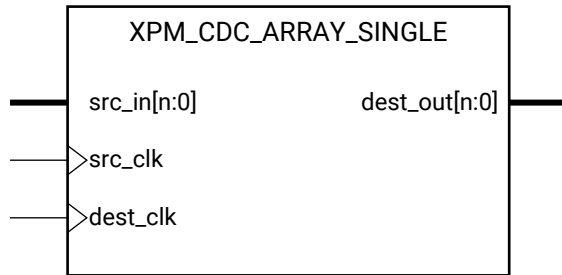 XPM_CDC_ARRAY_SINGLE
src_in[n:0] dest_out[n:0]
src_clk
dest_clk